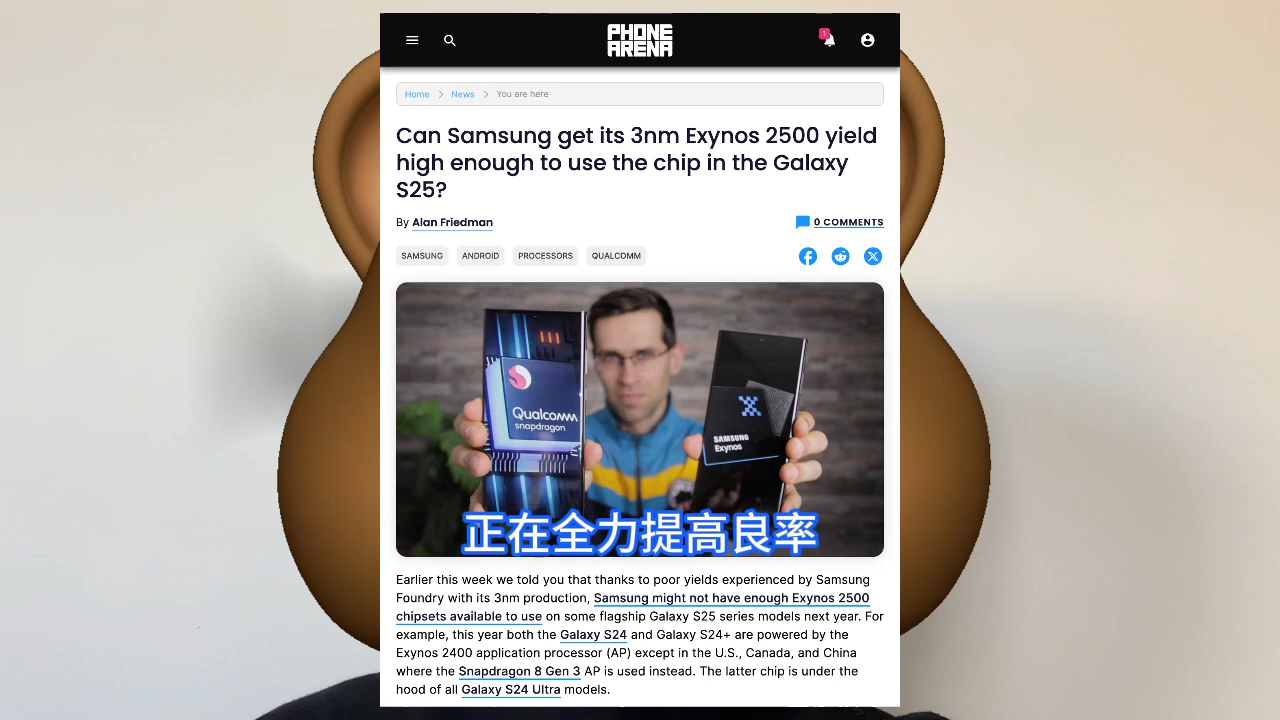 PHONE
ARENA
1
Home > News > You are here
Can Samsung get its 3nm Exynos 2500 yield
high enough to use the chip in the Galaxy
S25?
By Alan Friedman
0 COMMENTS
SAMSUNG ANDROID PROCESSORS QUALCOMM
Qualcomm
snapdragon
SAMSUNG
Exynos
正在全力提高良率
Earlier this week we told you that thanks to poor yields experienced by Samsung
Foundry with its 3nm production, Samsung might not have enough Exynos 2500
chipsets available to use on some flagship Galaxy S25 series models next year. For
example, this year both the Galaxy S24 and Galaxy S24+ are powered by the
Exynos 2400 application processor (AP) except in the U.S., Canada, and China
where the Snapdragon 8 Gen 3 AP is used instead. The latter chip is under the
hood of all Galaxy S24 Ultra models.